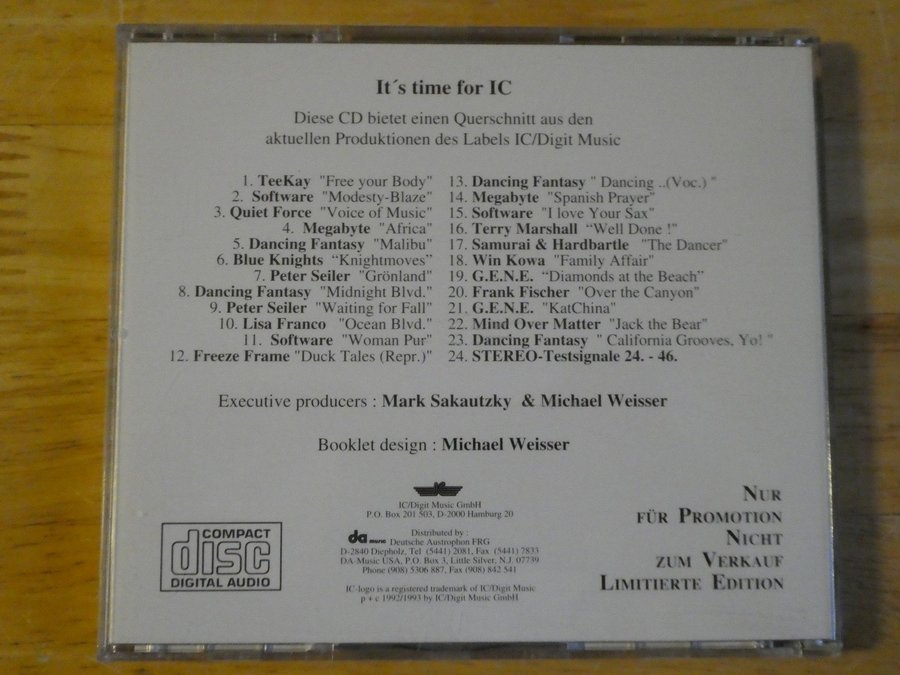 It´s time for IC
Diese CD bietet einen Querschnitt aus den
aktuellen Produktionen des Labels IC/Digit Music
1. TeeKay "Free your Body"
2. Software "Modesty-Blaze"
3. Quiet Force "Voice of Music"
4. Megabyte "Africa"
5. Dancing Fantasy "Malibu"
6. Blue Knights “Knightmoves"
7. Peter Seiler "Grönland"
8. Dancing Fantasy "Midnight Blvd."
9. Peter Seiler "Waiting for Fall"
10. Lisa Franco "Ocean Blvd."
11. Software "Woman Pur"
12. Freeze Frame "Duck Tales (Repr.)"
13. Dancing Fantasy " Dancing ..(Voc.) "
14. Megabyte "Spanish Prayer"
15. Software "I love Your Sax"
16. Terry Marshall “Well Done !"
17. Samurai & Hardbartle "The Dancer"
18. Win Kowa "Family Affair"
19. G.E.N.E. “Diamonds at the Beach”
20. Frank Fischer "Over the Canyon"
21. G.E.N.E. "KatChina"
22. Mind Over Matter "Jack the Bear"
23. Dancing Fantasy " California Grooves, Yo! "
24. STEREO-Testsignale 24. - 46.
Executive producers : Mark Sakautzky & Michael Weisser
Booklet design : Michael Weisser
IC
IC/Digit Music GmbH
P.O. Box 201 503, D-2000 Hamburg 20
Distributed by :
da music Deutsche Austrophon FRG
D-2840 Diepholz, Tel (5441) 2081, Fax (5441) 7833
DA-Music USA, P.O. Box 3, Little Silver, N.J. 07739
Phone (908) 5306 887, Fax (908) 842 541
IC-logo is a registered trademark of IC/Digit Music
p + c 1992/1993 by IC/Digit Music GmbH
COMPACT
disc
DIGITAL AUDIO
NUR
FÜR PROMOTION
NICHT
ZUM VERKAUF
LIMITIERTE EDITION